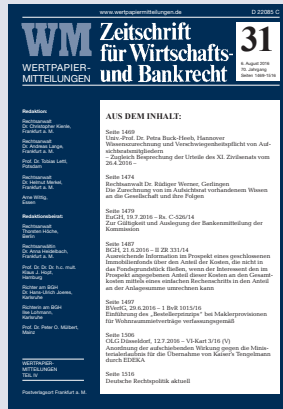 www.wertpapiermitteilungen.de
D 22085 C
WM
WERTPAPIER-
MITTEILUNGEN
Zeitschrift
für Wirtschafts-
und Bankrecht
31
6. August 2016
70. Jahrgang
Seiten 1469-1516
Redaktion:
Rechtsanwalt
Dr. Christopher Kienle,
Frankfurt a. M.
Rechtsanwalt
Dr. Andreas Lange,
Frankfurt a. M.
Prof. Dr. Tobias Lettl,
Potsdam
Rechtsanwalt
Dr. Helmut Merkel,
Frankfurt a. M.
Arne Wittig,
Essen
Redaktionsbeirat:
Rechtsanwalt
Thorsten Höche,
Berlin
Rechtsanwältin
Dr. Anna Heidelbach,
Frankfurt a. M.
Prof. Dr. Dr. Dr. h.c. mult.
Klaus J. Hopt,
Hamburg
Richter am BGH
Dr. Hans-Ulrich Joeres,
Karlsruhe
Richterin am BGH
Ilse Lohmann,
Karlsruhe
Prof. Dr. Peter O. Mülbert,
Mainz
WERTPAPIER-
MITTEILUNGEN
TEIL IV
Postverlagsort Frankfurt a. M.
AUS DEM INHALT:
Seite 1469
Univ.-Prof. Dr. Petra Buck-Heeb, Hannover
Wissenszurechnung und Verschwiegenheitspflicht von Auf-
sichtsratsmitgliedern
– Zugleich Besprechung der Urteile des XI. Zivilsenats vom
26.4.2016 –
Seite 1474
Rechtsanwalt Dr. Rüdiger Werner, Gerlingen
Die Zurechnung von im Aufsichtsrat vorhandenem Wissen
an die Gesellschaft und ihre Folgen
Seite 1479
EuGH, 19.7.2016 – Rs. C-526/14
Zur Gültigkeit und Auslegung der Bankenmitteilung der
Kommission
Seite 1487
BGH, 21.6.2016 – II ZR 331/14
Ausreichende Information im Prospekt eines geschlossenen
Immobilienfonds über den Anteil der Kosten, die nicht in
das Fondsgrundstück fließen, wenn der Interessent den im
Prospekt angegebenen Anteil dieser Kosten an den Gesamt-
kosten mittels eines einfachen Rechenschritts in den Anteil
an der Anlagesumme umrechnen kann
Seite 1497
BVerfG, 29.6.2016 – 1 BvR 1015/16
Einführung des „Bestellerprinzips“ bei Maklerprovisionen
für Wohnraummietverträge verfassungsgemäß
Seite 1506
OLG Düsseldorf, 12.7.2016 – VI-Kart 3/16 (V)
Anordnung der aufschiebenden Wirkung gegen die Minis-
tererlaubnis für die Übernahme von Kaiser's Tengelmann
durch EDEKA
Seite 1516
Deutsche Rechtspolitik aktuell